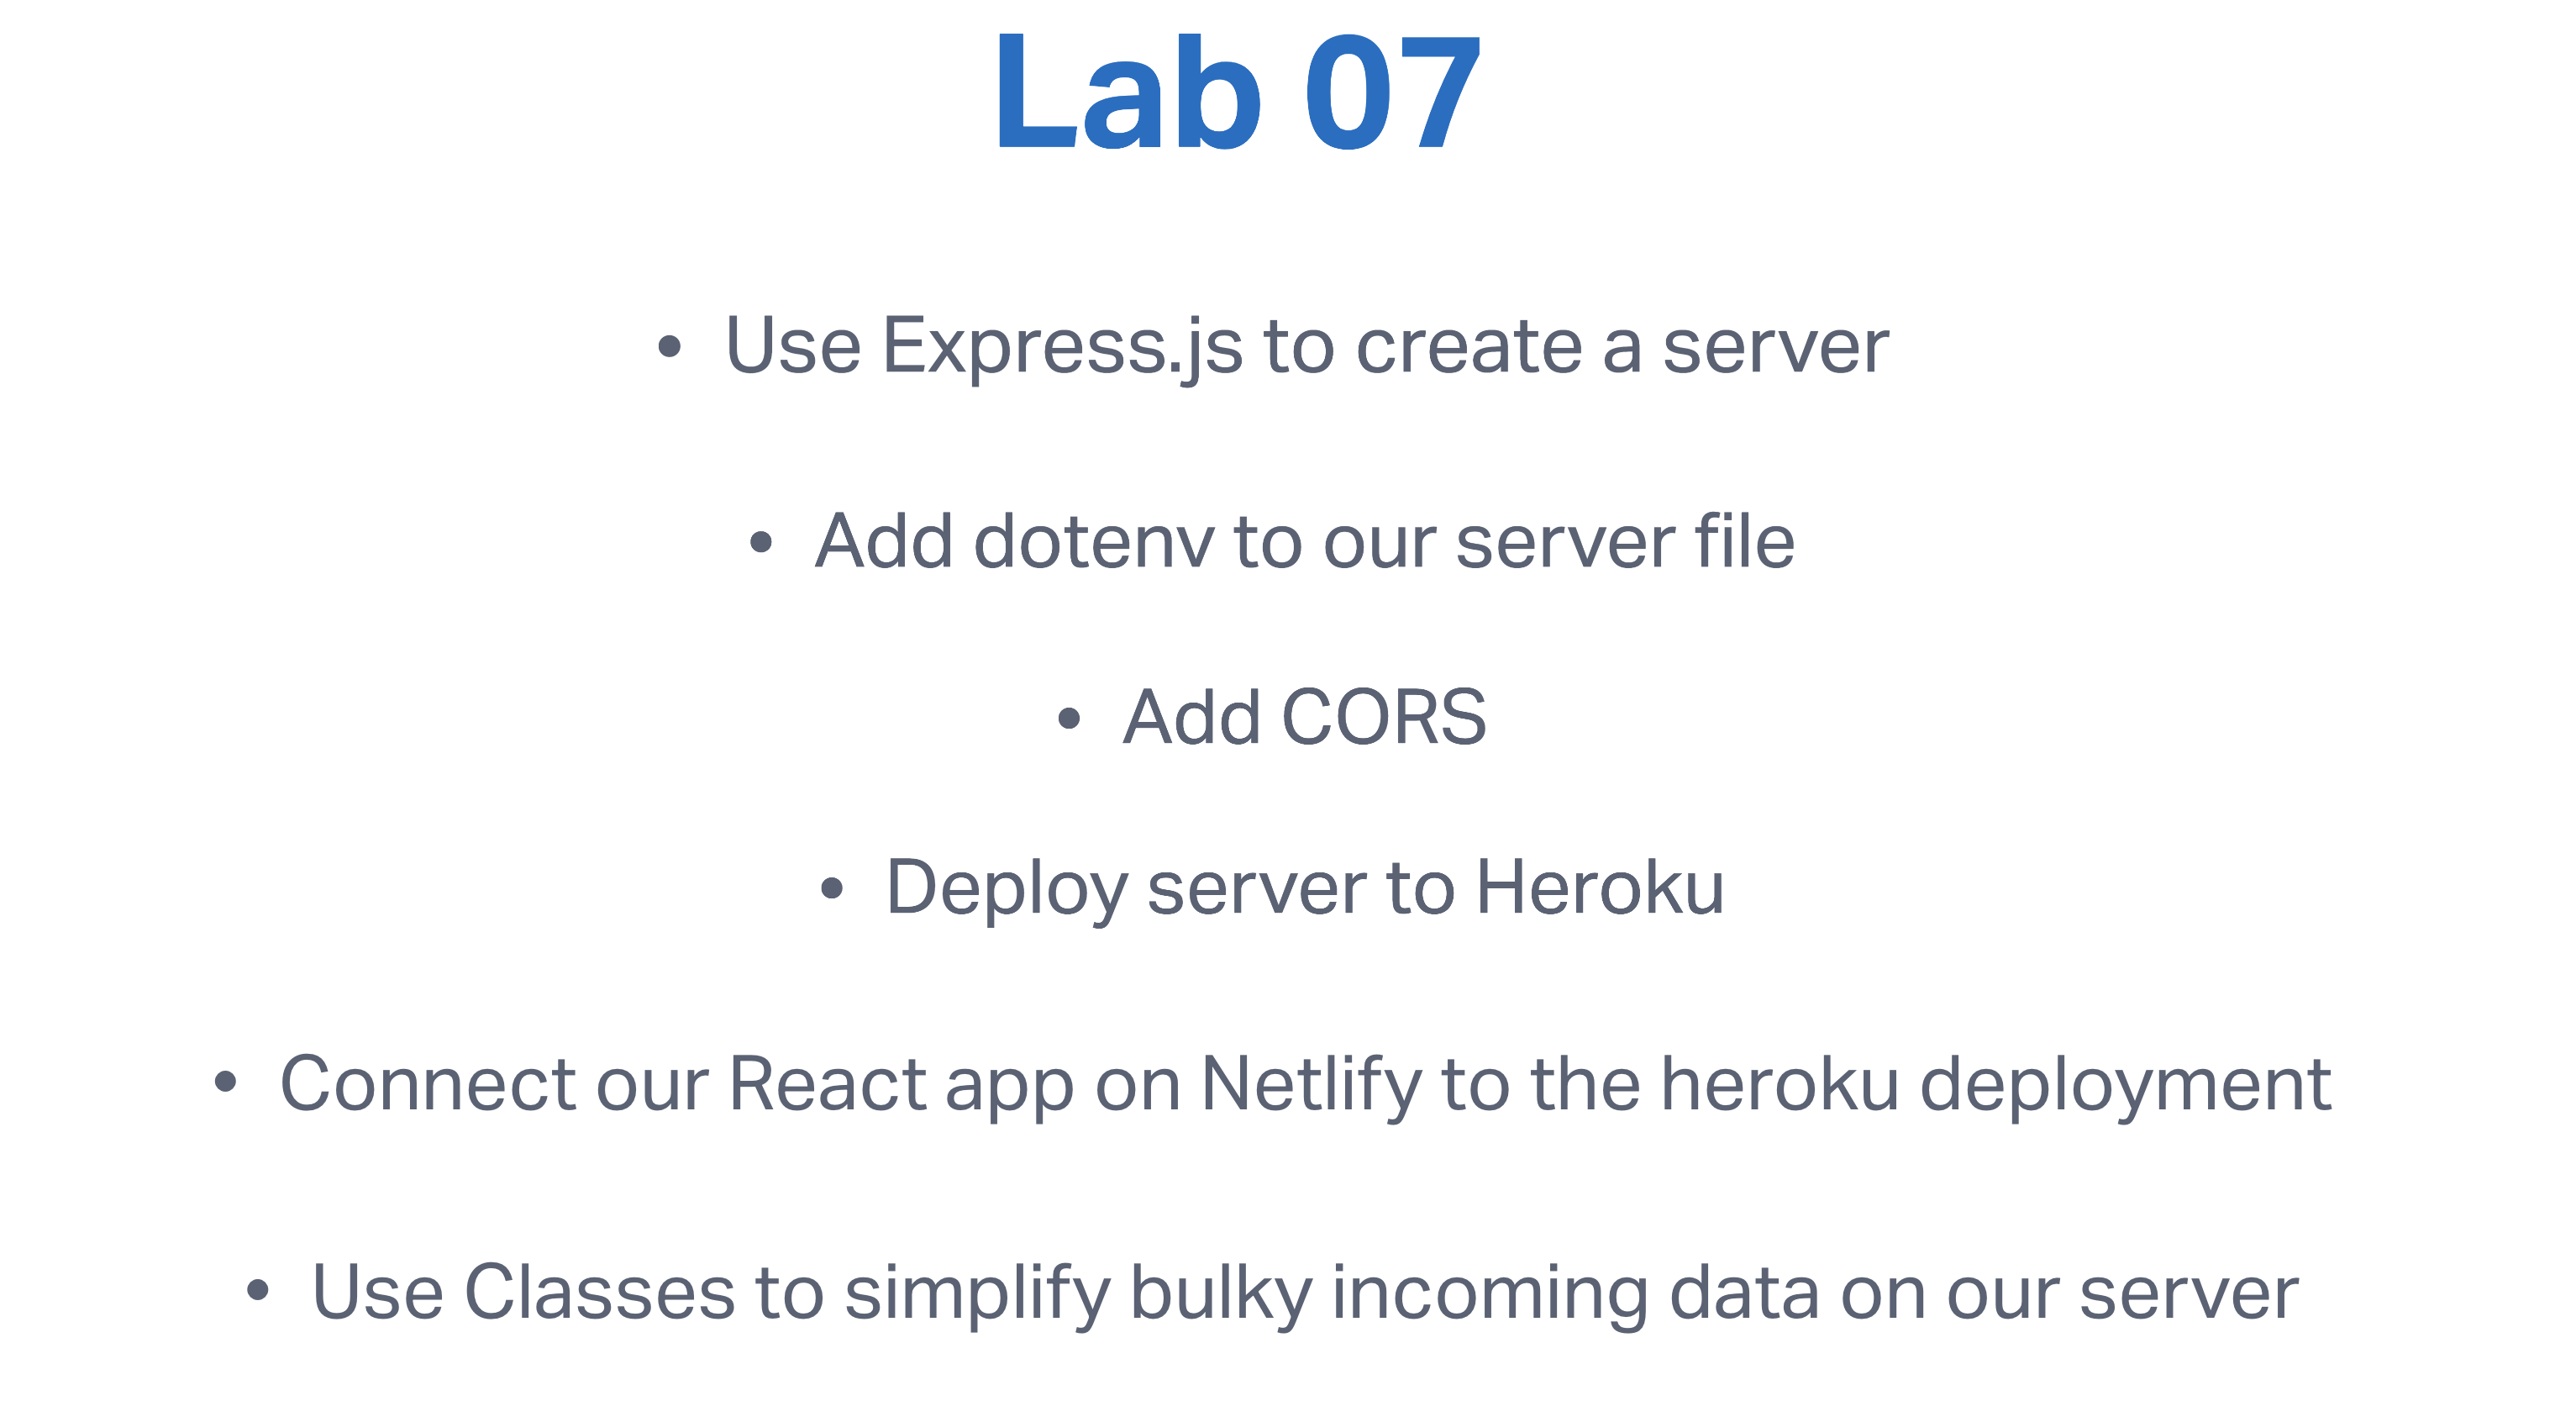 Lab 07
• Use Express.js to create a server
• Add dotenv to our server file
• Add CORS
• Deploy server to Heroku
• Connect our React app on Netlify to the heroku deployment
• Use Classes to simplify bulky incoming data on our server